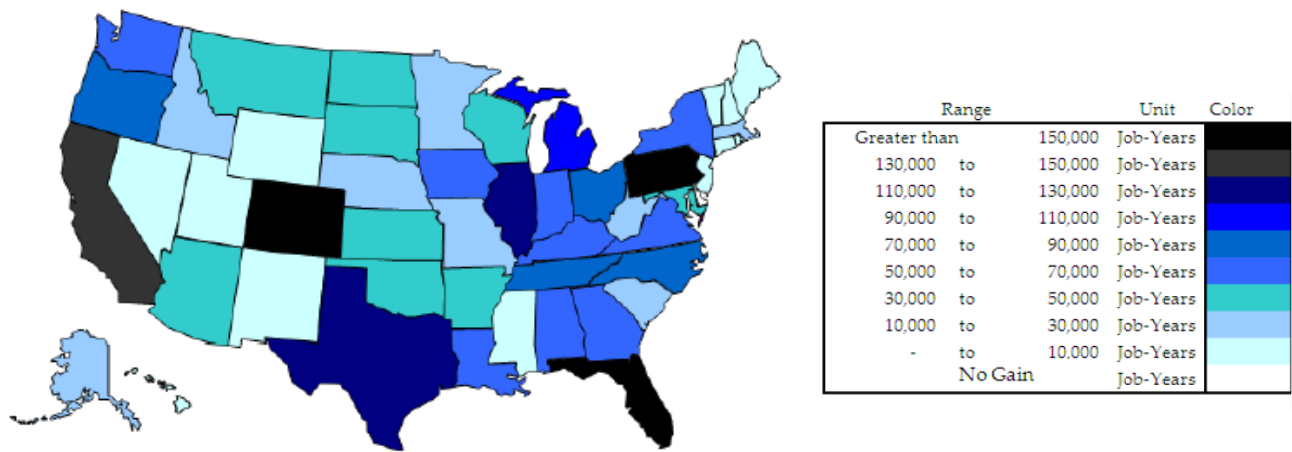 Range Unit Color
Greater than 150,000 Job-Years
130,000 to 150,000 Job-Years
110,000 to 130,000 Job-Years
90,000 to 110,000 Job-Years
70,000 to 90,000 Job-Years
50,000 to 70,000 Job-Years
30,000 to 50,000 Job-Years
10,000 to 30,000 Job-Years
- to 10,000 Job-Years
No Gain Job-Years